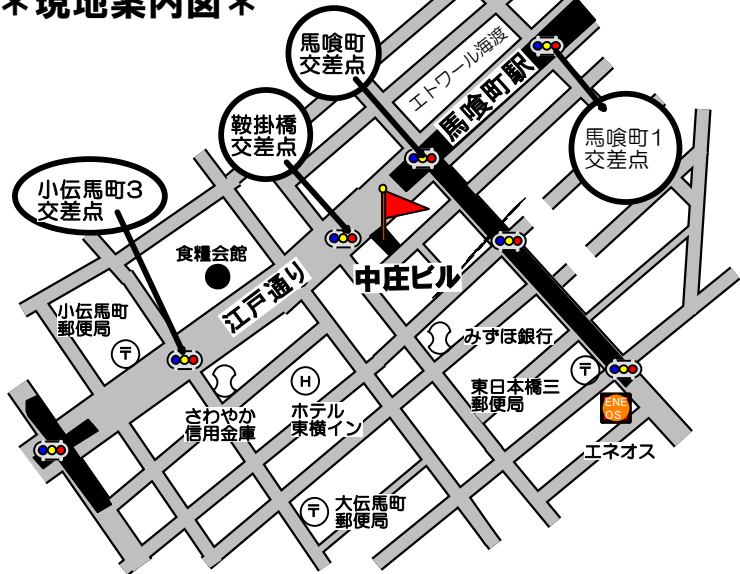 ＊現地案内図＊
馬喰町
交差点
エトワール海渡
馬喰町駅
鞍掛橋
交差点
馬喰町1
交差点
小伝馬町3
交差点
食糧会館
江戸通り
中庄ビル
小伝馬町
郵便局
〒
みずほ銀行
さわやか
信用金庫
H
ホテル
東横イン
東日本橋三
郵便局
〒
ENE
OS
エネオス
〒
大伝馬町
郵便局